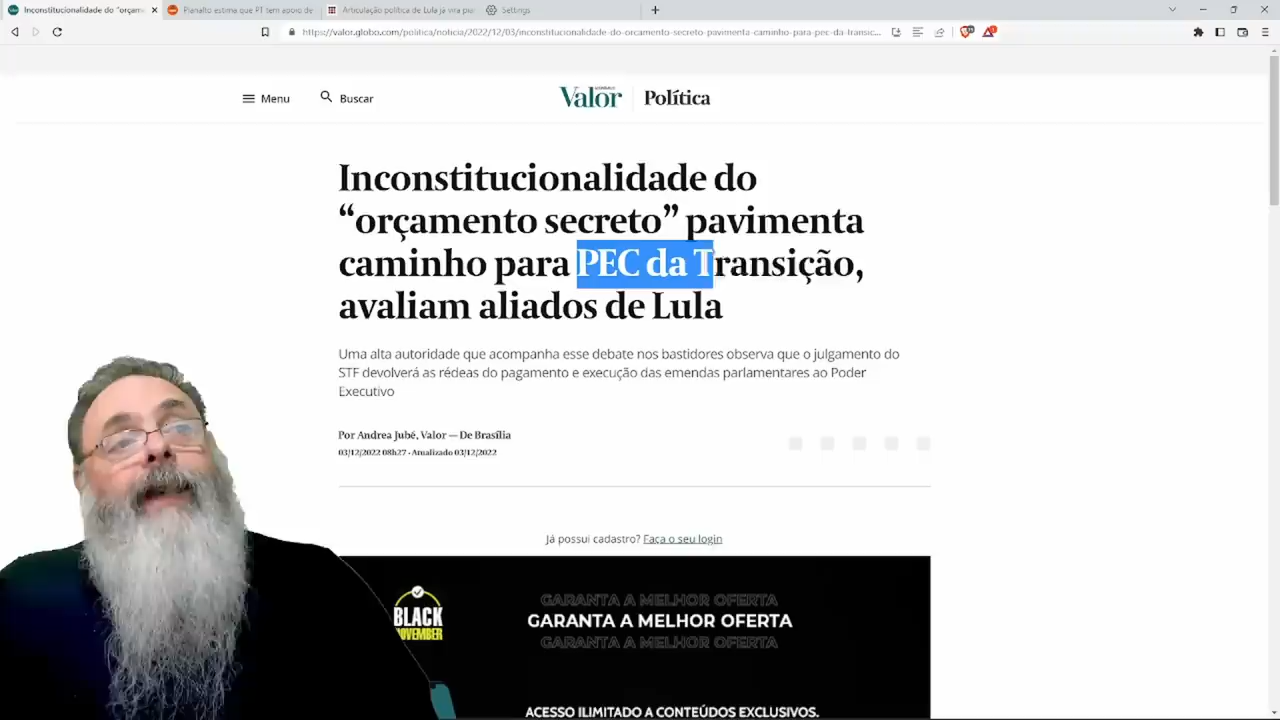 Inconstitucionalidade do "orçam
Planalto estima que PT tem apoio de
Articulação política de Lula já vira pio
Settings
https://valor.globo.com/politica/noticia/2022/12/03/inconstitucionalidade-do-orcamento-secreto-pavimenta-caminho-para-pec-da-transic...
Menu
Buscar
Valor
Política
Inconstitucionalidade do
“orçamento secreto” pavimenta
caminho para PEC da Transição,
avaliam aliados de Lula
Uma alta autoridade que acompanha esse debate nos bastidores observa que o julgamento do
STF devolverá as rédeas do pagamento e execução das emendas parlamentares ao Poder
Executivo
Por Andrea Jubé, Valor — De Brasília
03/12/2022 08h27 · Atualizado 03/12/2022
Já possui cadastro? Faça o seu login
BLACK
NOVEMBER
GARANTA A MELHOR OFERTA
GARANTA A MELHOR OFERTA
GARANTA A MELHOR OFERTA
ACESSO ILIMITADO A CONTEÚDOS EXCLUSIVOS.